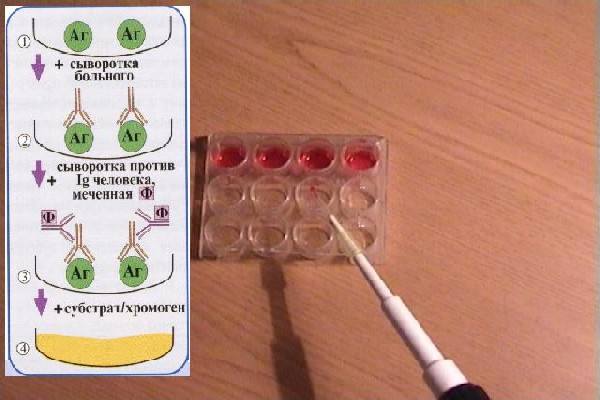 Аг Аг
①
+ сыворотка
больного
Аг Аг
②
сыворотка против
+ Ig человека,
меченная Ф
Ф Ф
Аг Аг
③
+субстрат/хромоген
④